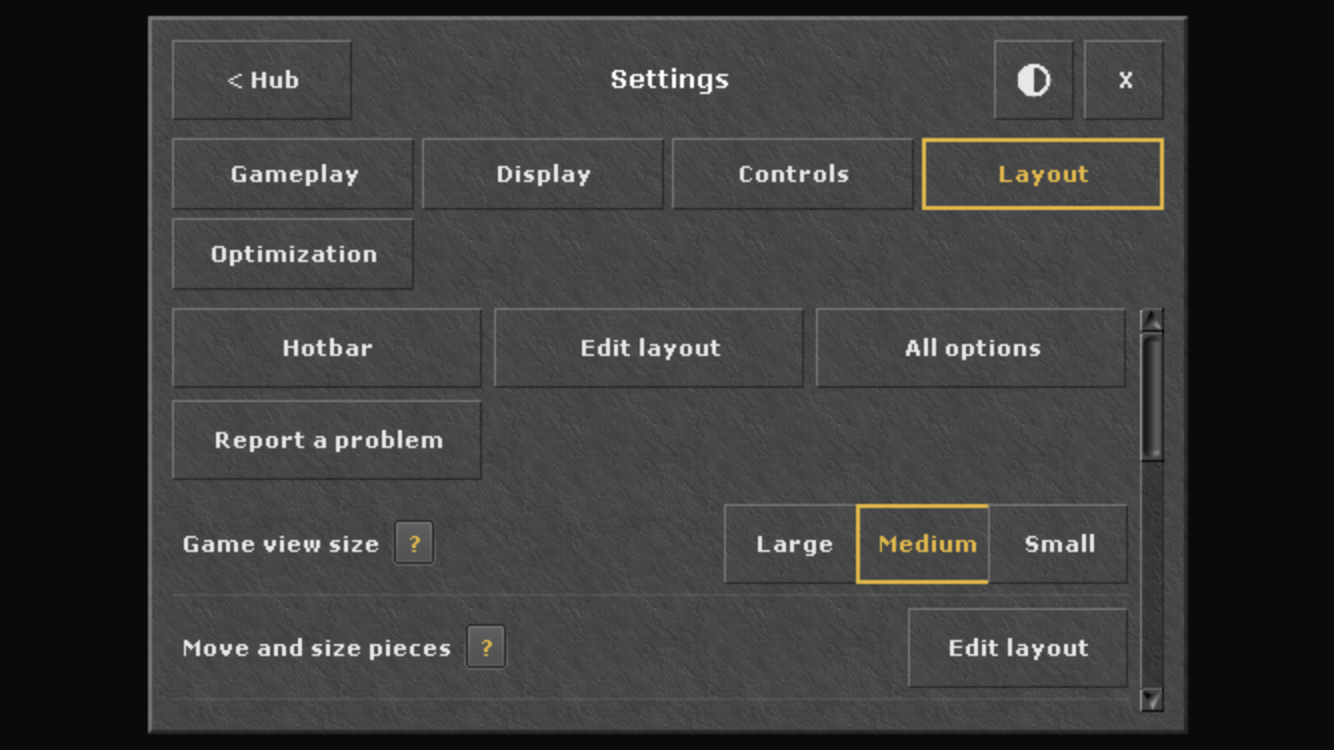 < Hub
Settings
X
Gameplay
Display
Controls
Layout
Optimization
Hotbar
Edit layout
All options
Report a problem
Game view size ?
Large
Medium
Small
Move and size pieces ?
Edit layout